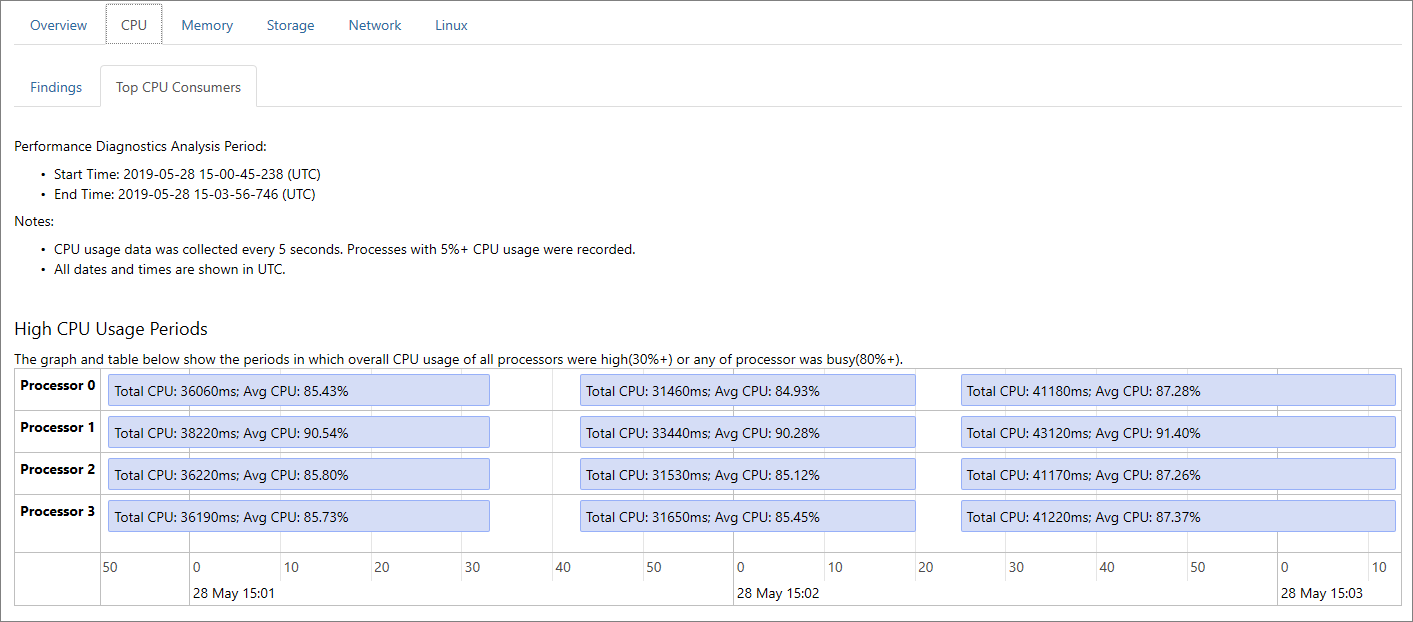 Overview CPU Memory Storage Network Linux
Findings Top CPU Consumers
Performance Diagnostics Analysis Period:
• Start Time: 2019-05-28 15-00-45-238 (UTC)
• End Time: 2019-05-28 15-03-56-746 (UTC)
Notes:
• CPU usage data was collected every 5 seconds. Processes with 5%+ CPU usage were recorded.
• All dates and times are shown in UTC.
High CPU Usage Periods
The graph and table below show the periods in which overall CPU usage of all processors were high(30%+) or any of processor was busy(80%+).
Processor 0 Total CPU: 36060ms; Avg CPU: 85.43% Total CPU: 31460ms; Avg CPU: 84.93% Total CPU: 41180ms; Avg CPU: 87.28%
Processor 1 Total CPU: 38220ms; Avg CPU: 90.54% Total CPU: 33440ms; Avg CPU: 90.28% Total CPU: 43120ms; Avg CPU: 91.40%
Processor 2 Total CPU: 36220ms; Avg CPU: 85.80% Total CPU: 31530ms; Avg CPU: 85.12% Total CPU: 41170ms; Avg CPU: 87.26%
Processor 3 Total CPU: 36190ms; Avg CPU: 85.73% Total CPU: 31650ms; Avg CPU: 85.45% Total CPU: 41220ms; Avg CPU: 87.37%
50 0 10 20 30 40 50 0 10 20 30 40 50 0 10
28 May 15:01 28 May 15:02 28 May 15:03